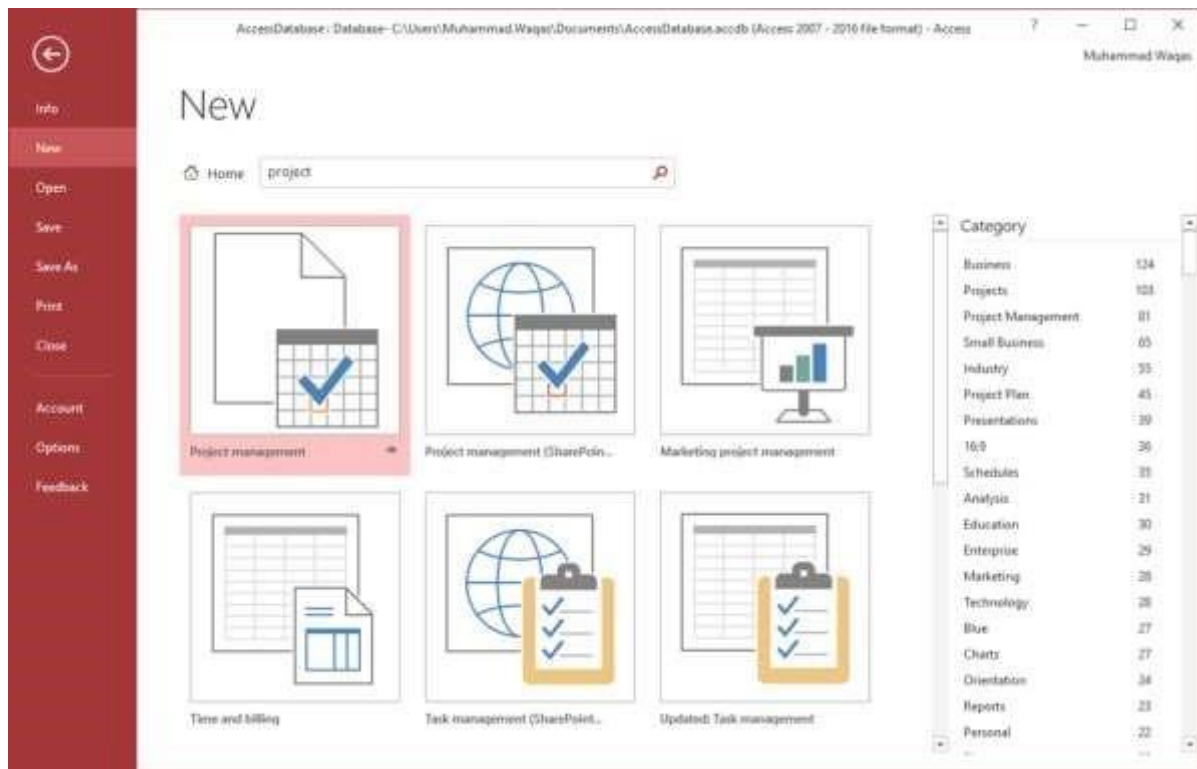 AccessDatabase : Database- C:\Users\Muhammad.Waqas\Documents\AccessDatabase.accdb (Access 2007 - 2016 file format) - Access
?
Muhammad Waqas
Info
New
Open
Save
Save As
Print
Close
Account
Options
Feedback
New
Home
project
Project management
Project management (SharePoin...
Marketing project management
Time and billing
Task management (SharePoint...
Updated: Task management
Category
Business 124
Projects 103
Project Management 81
Small Business 65
Industry 55
Project Plan 45
Presentations 39
16:9 36
Schedules
Analysis
Education 30
Enterprise 29
Marketing 28
Technology 28
Blue 27
Charts 27
Orientation 24
Reports 23
Personal 22